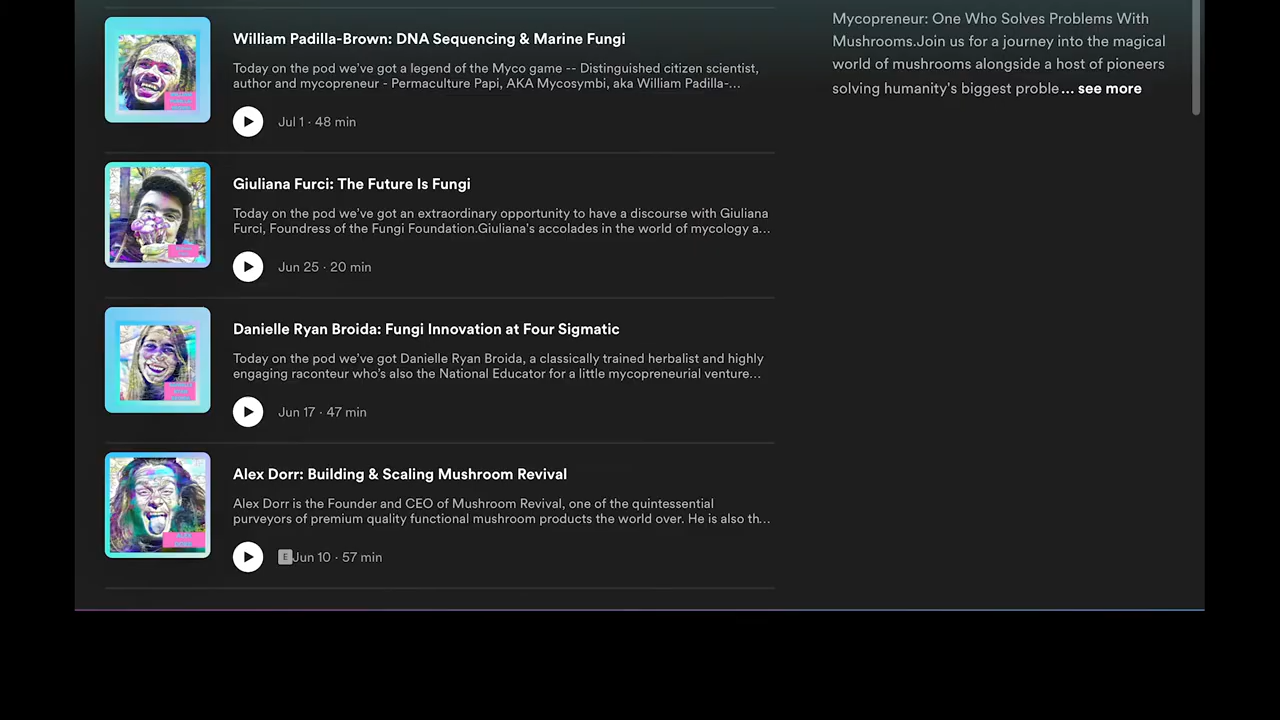 William Padilla-Brown: DNA Sequencing & Marine Fungi
Today on the pod we've got a legend of the Myco game -- Distinguished citizen scientist,
author and mycopreneur - Permaculture Papi, AKA Mycosymbi, aka William Padilla-...
Jul 1 · 48 min
Giuliana Furci: The Future Is Fungi
Today on the pod we've got an extraordinary opportunity to have a discourse with Giuliana
Furci, Foundress of the Fungi Foundation.Giuliana's accolades in the world of mycology a...
Jun 25 · 20 min
Danielle Ryan Broida: Fungi Innovation at Four Sigmatic
Today on the pod we've got Danielle Ryan Broida, a classically trained herbalist and highly
engaging raconteur who's also the National Educator for a little mycopreneurial venture...
Jun 17 · 47 min
Alex Dorr: Building & Scaling Mushroom Revival
Alex Dorr is the Founder and CEO of Mushroom Revival, one of the quintessential
purveyors of premium quality functional mushroom products the world over. He is also th...
E Jun 10 · 57 min
Mycopreneur: One Who Solves Problems With
Mushrooms.Join us for a journey into the magical
world of mushrooms alongside a host of pioneers
solving humanity's biggest proble... see more